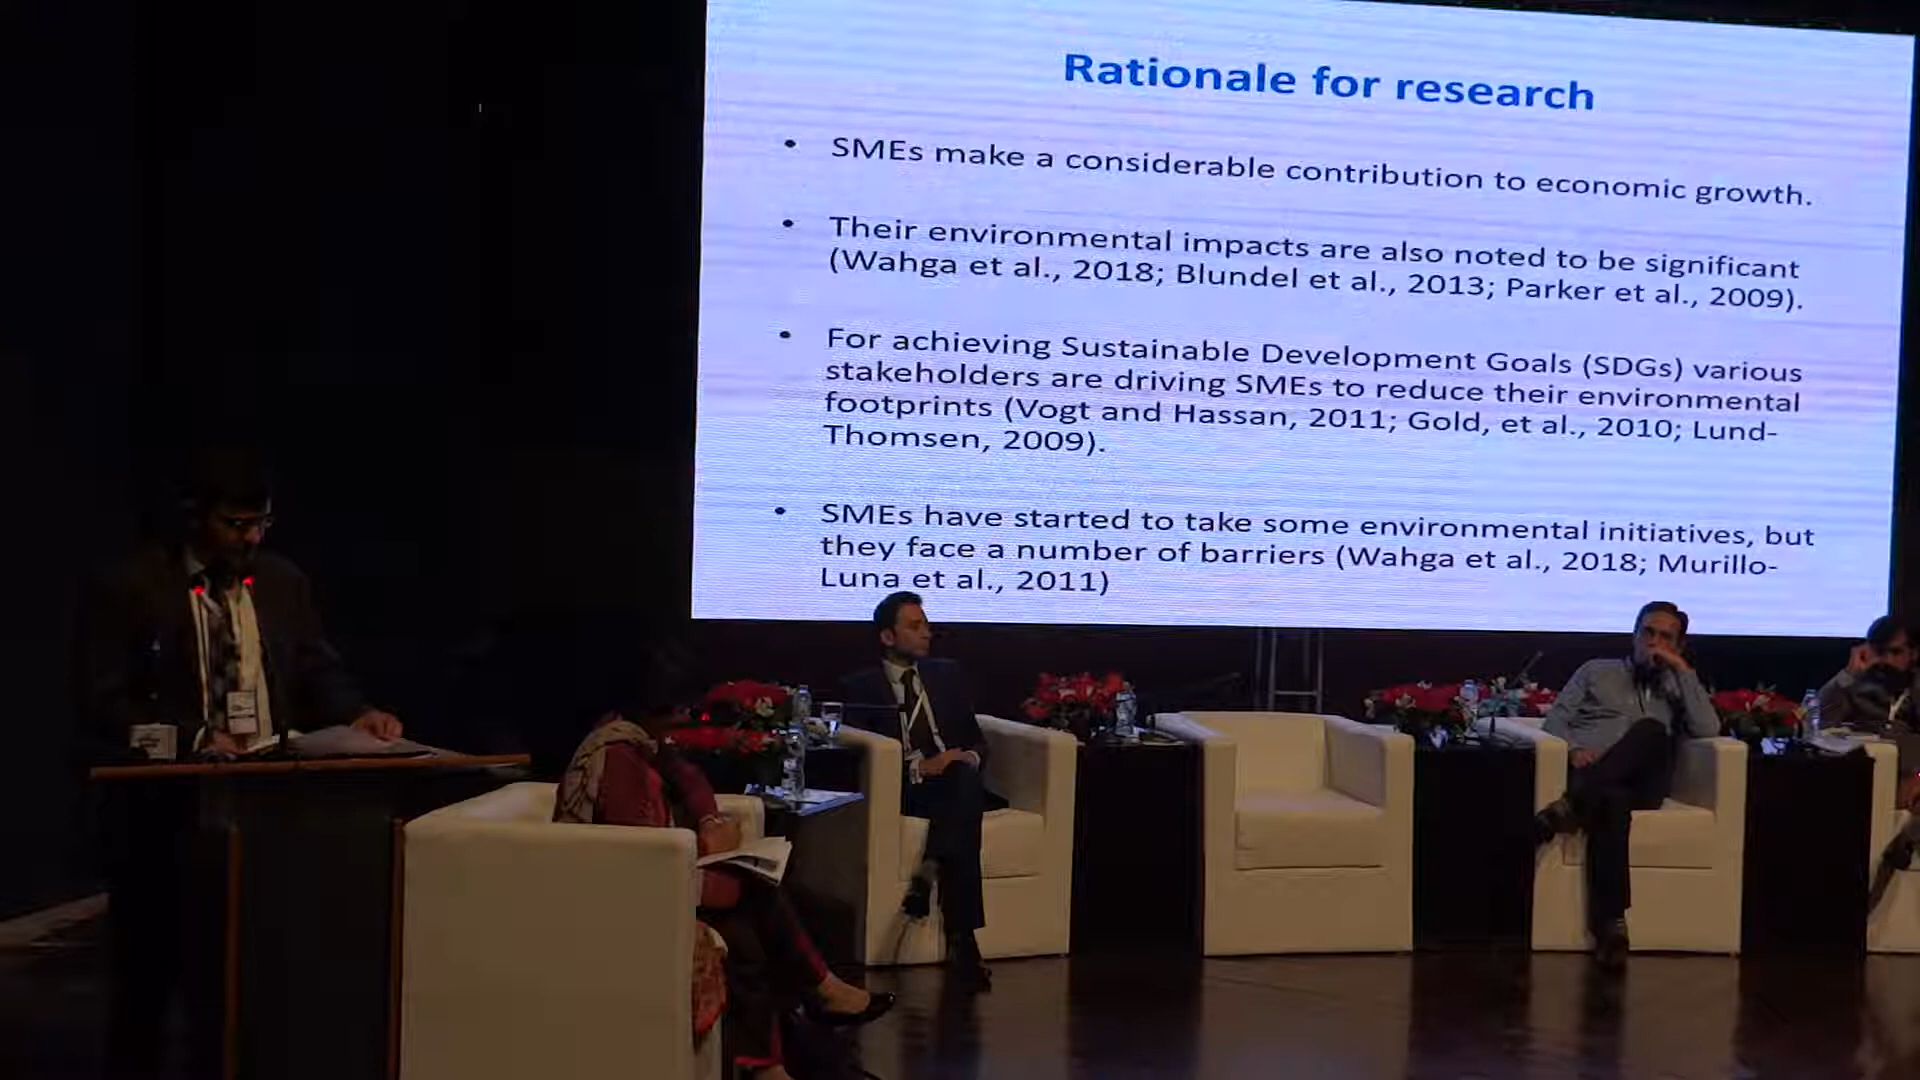 Rationale for research
• SMEs make a considerable contribution to economic growth.
• Their environmental impacts are also noted to be significant
(Wahga et al., 2018; Blundel et al., 2013; Parker et al., 2009).
• For achieving Sustainable Development Goals (SDGs) various
stakeholders are driving SMEs to reduce their environmental
footprints (Vogt and Hassan, 2011; Gold, et al., 2010; Lund-
Thomsen, 2009).
• SMEs have started to take some environmental initiatives, but
they face a number of barriers (Wahga et al., 2018; Murillo-
Luna et al., 2011)